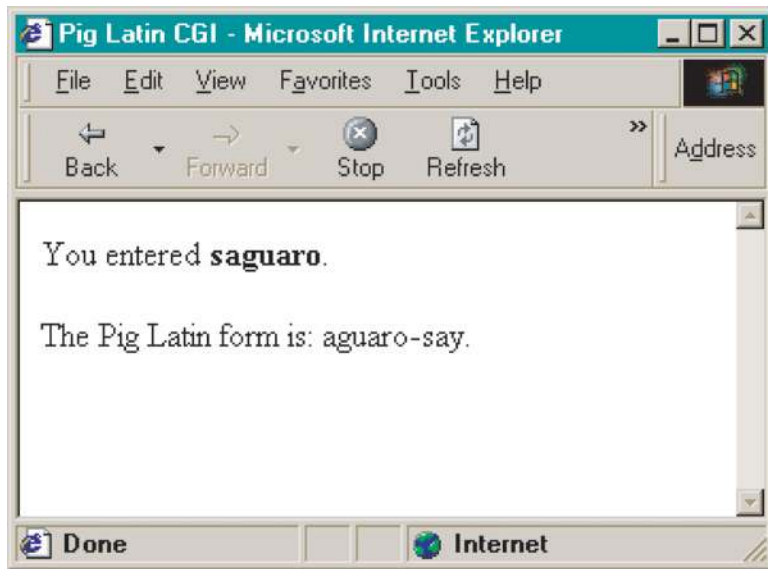 Pig Latin CGI - Microsoft Internet Explorer
File Edit View Favorites Tools Help
Back Forward Stop Refresh » Address
You entered saguaro.
The Pig Latin form is: aguaro-say.
Done Internet